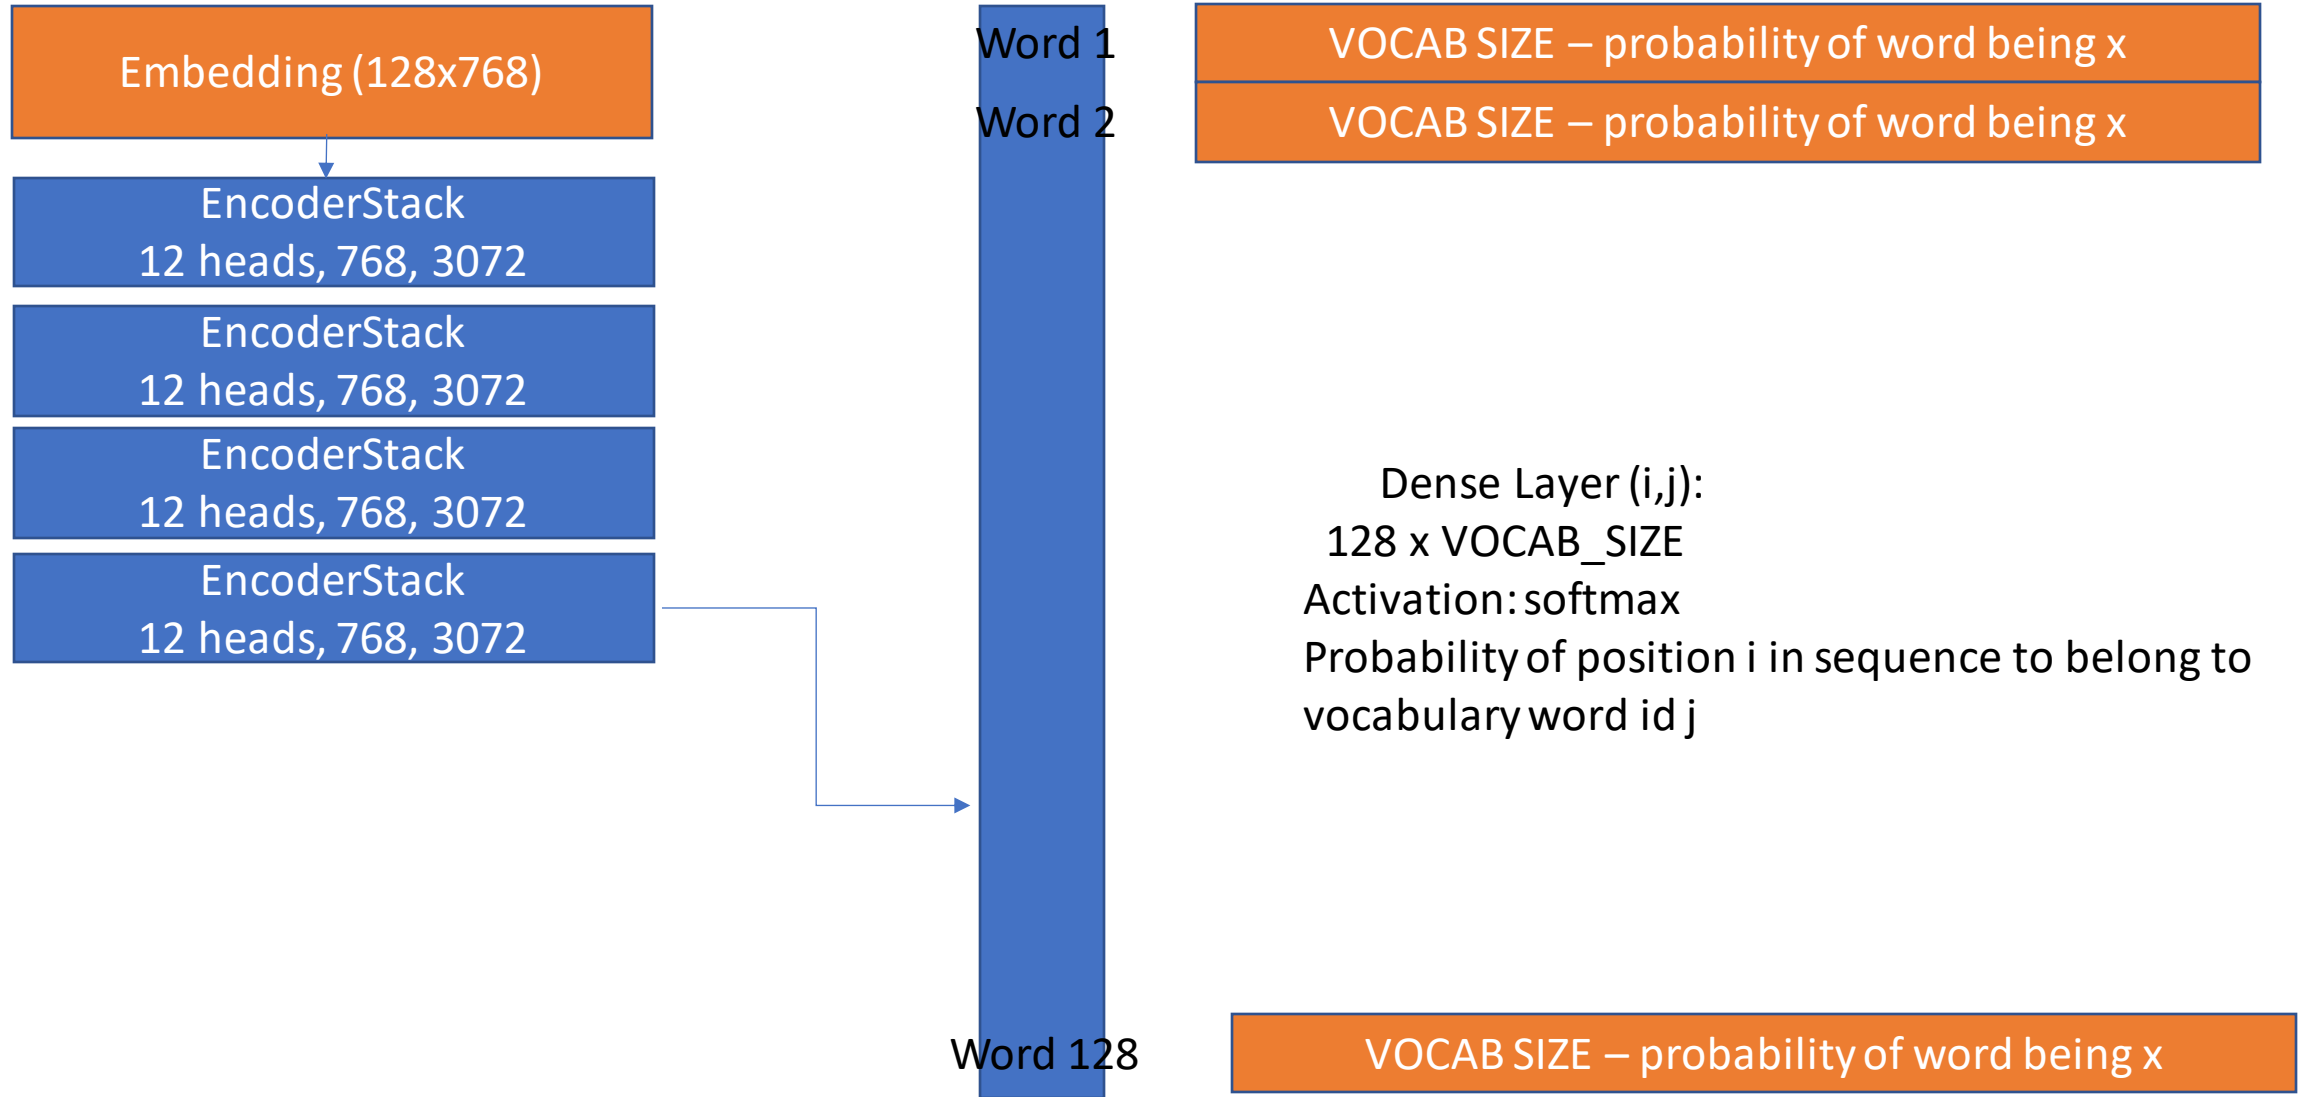 Embedding (128x768)
EncoderStack
12 heads, 768, 3072
EncoderStack
12 heads, 768, 3072
EncoderStack
12 heads, 768, 3072
EncoderStack
12 heads, 768, 3072
Word 1
Word 2
Word 128
VOCAB SIZE – probability of word being x
VOCAB SIZE – probability of word being x
Dense Layer (i,j):
128 x VOCAB_SIZE
Activation: softmax
Probability of position i in sequence to belong to
vocabulary word id j
VOCAB SIZE – probability of word being x